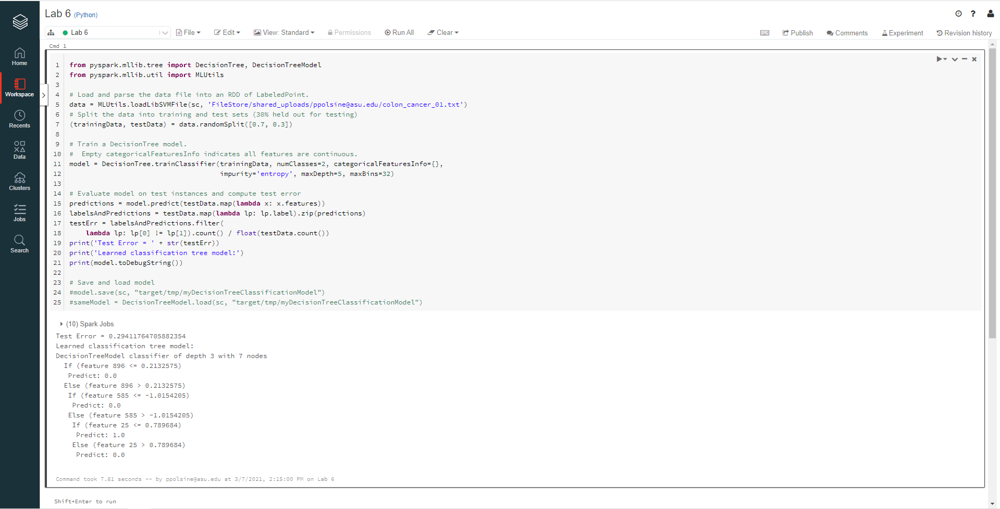 Lab 6 (Python)
Lab 6
File
Edit
View: Standard
Permissions
Run All
Clear
Publish
Comments
Experiment
Revision history
Home
Workspace
Recents
Data
Clusters
Jobs
Search
Cmd 1
1 from pyspark.mllib.tree import DecisionTree, DecisionTreeModel
2 from pyspark.mllib.util import MLUtils
3
4 # Load and parse the data file into an RDD of LabeledPoint.
5 data = MLUtils.loadLibSVMFile(sc, 'FileStore/shared_uploads/ppolsine@asu.edu/colon_cancer_01.txt')
6 # Split the data into training and test sets (30% held out for testing)
7 (trainingData, testData) = data.randomSplit([0.7, 0.3])
8
9 # Train a DecisionTree model.
10 #  Empty categoricalFeaturesInfo indicates all features are continuous.
11 model = DecisionTree.trainClassifier(trainingData, numClasses=2, categoricalFeaturesInfo={},
12                                      impurity='entropy', maxDepth=5, maxBins=32)
13
14 # Evaluate model on test instances and compute test error
15 predictions = model.predict(testData.map(lambda x: x.features))
16 labelsAndPredictions = testData.map(lambda lp: lp.label).zip(predictions)
17 testErr = labelsAndPredictions.filter(
18     lambda lp: lp[0] != lp[1]).count() / float(testData.count())
19 print('Test Error = ' + str(testErr))
20 print('Learned classification tree model:')
21 print(model.toDebugString())
22
23 # Save and load model
24 #model.save(sc, "target/tmp/myDecisionTreeClassificationModel")
25 #sameModel = DecisionTreeModel.load(sc, "target/tmp/myDecisionTreeClassificationModel")
(10) Spark Jobs
Test Error = 0.29411764705882354
Learned classification tree model:
DecisionTreeModel classifier of depth 3 with 7 nodes
  If (feature 896 <= 0.2132575)
   Predict: 0.0
  Else (feature 896 > 0.2132575)
   If (feature 585 <= -1.0154205)
    Predict: 0.0
   Else (feature 585 > -1.0154205)
    If (feature 25 <= 0.789684)
     Predict: 1.0
    Else (feature 25 > 0.789684)
     Predict: 0.0
Command took 7.81 seconds -- by ppolsine@asu.edu at 3/7/2021, 2:15:00 PM on Lab 6
Shift+Enter to run